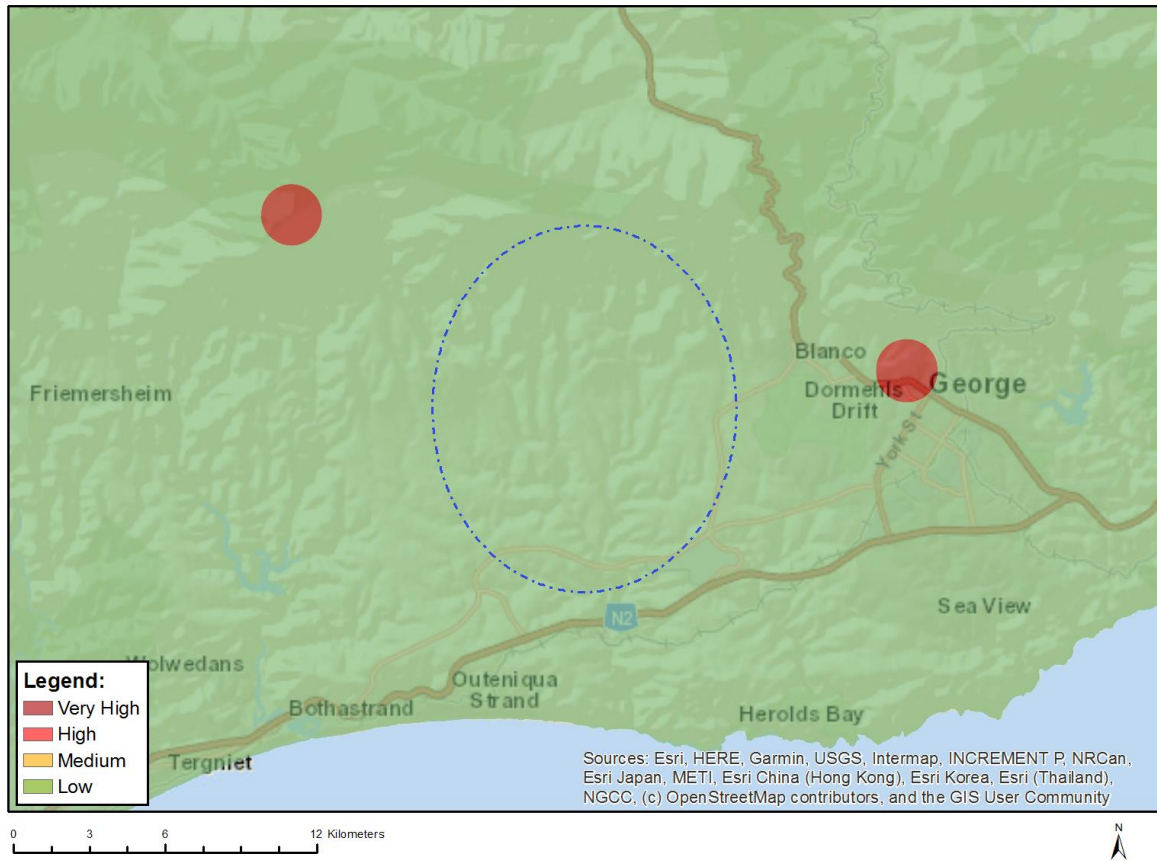 Blanco
George
Dormehls
Drift
Friemersheim
York St
Sea View
N2
Wolwedans
Outeniqua
Strand
Bothastrand
Herolds Bay
Tergniet
Legend:
Very High
High
Medium
Low
Sources: Esri, HERE, Garmin, USGS, Intermap, INCREMENT P, NRCan,
Esri Japan, METI, Esri China (Hong Kong), Esri Korea, Esri (Thailand),
NGCC, (c) OpenStreetMap contributors, and the GIS User Community
0 3 6 12 Kilometers
N